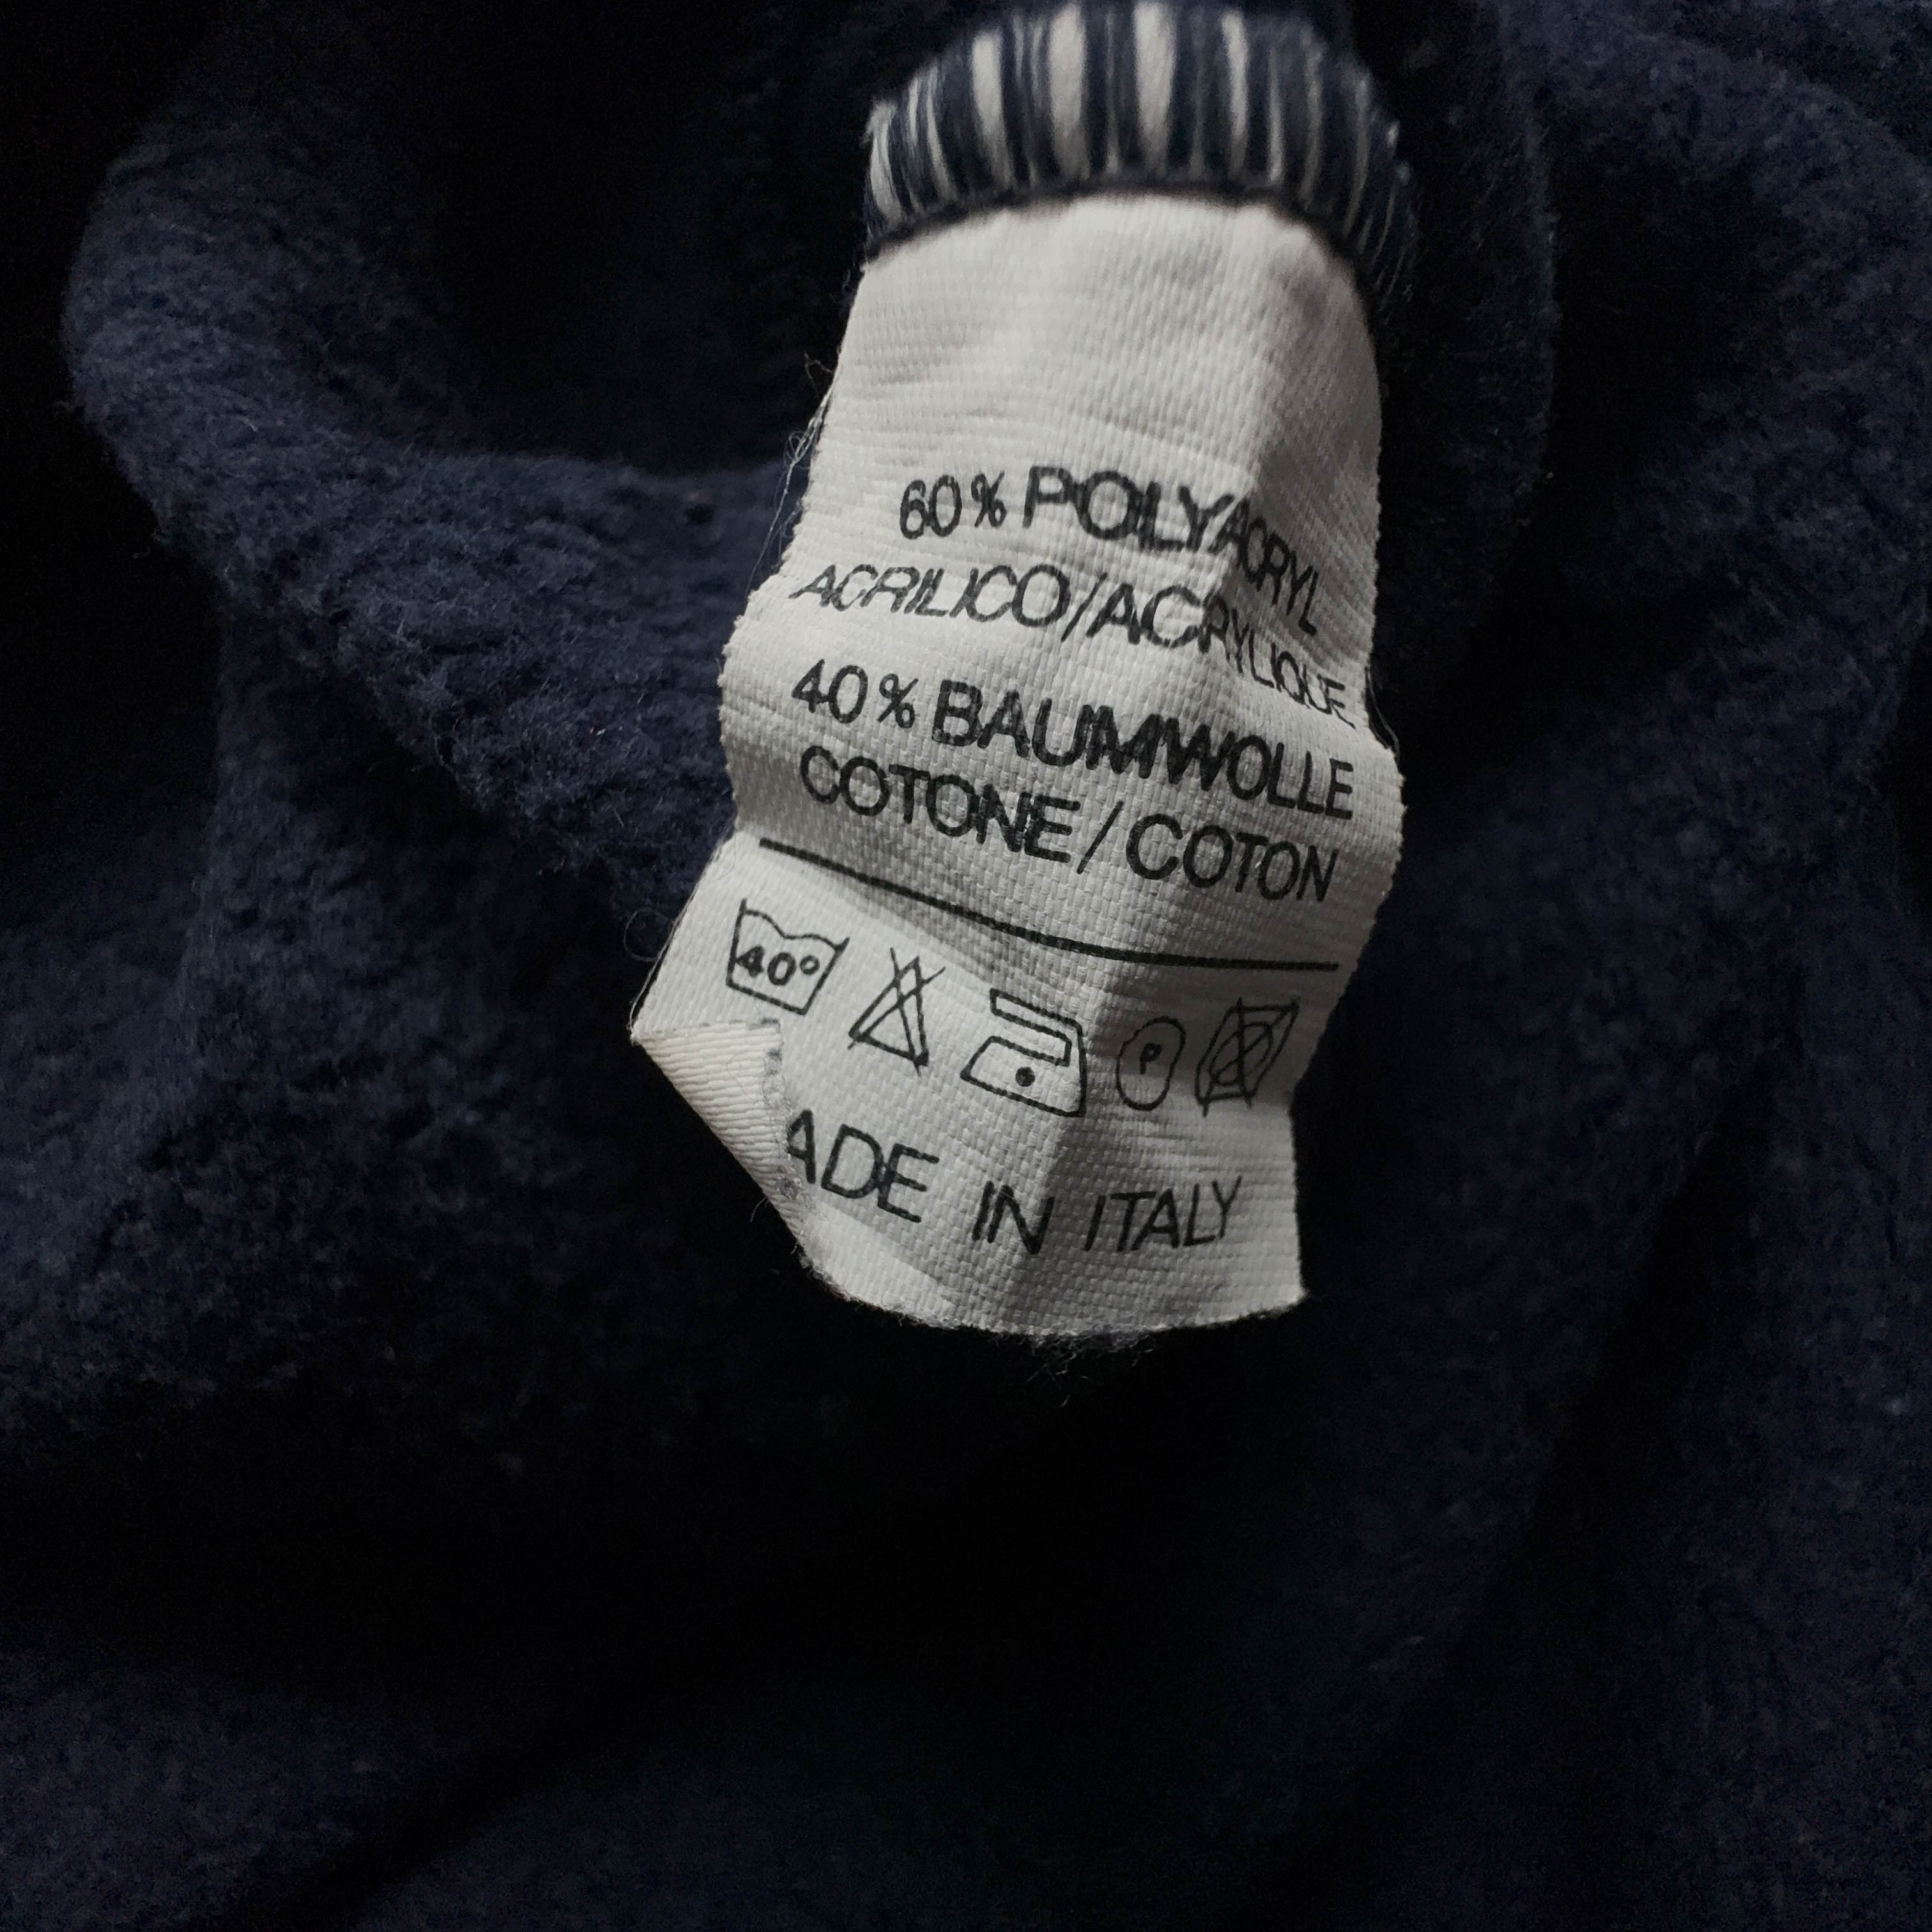 60% POLYACRYL
ACRILICO/ACRYLIQUE
40% BAUMWOLLE
COTONE/COTON
40° P
ADE IN ITALY